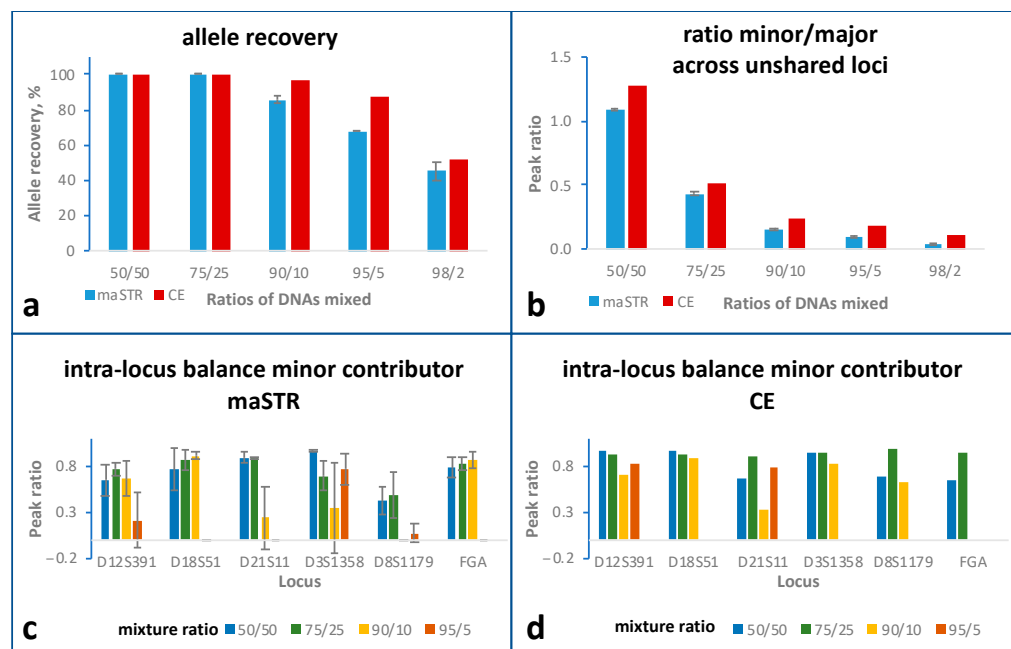 allele recovery
Allele recovery, %
100
80
60
40
20
0
50/50 75/25 90/10 95/5 98/2
maSTR CE Ratios of DNAs mixed
a
ratio minor/major
across unshared loci
Peak ratio
1.5
1.0
0.5
0.0
50/50 75/25 90/10 95/5 98/2
maSTR CE Ratios of DNAs mixed
b
intra-locus balance minor contributor
maSTR
Peak ratio
0.8
0.3
−0.2
D12S391 D18S51 D21S11 D3S1358 D8S1179 FGA
Locus
mixture ratio 50/50 75/25 90/10 95/5
c
intra-locus balance minor contributor
CE
Peak ratio
0.8
0.3
−0.2
D12S391 D18S51 D21S11 D3S1358 D8S1179 FGA
Locus
mixture ratio 50/50 75/25 90/10 95/5
d